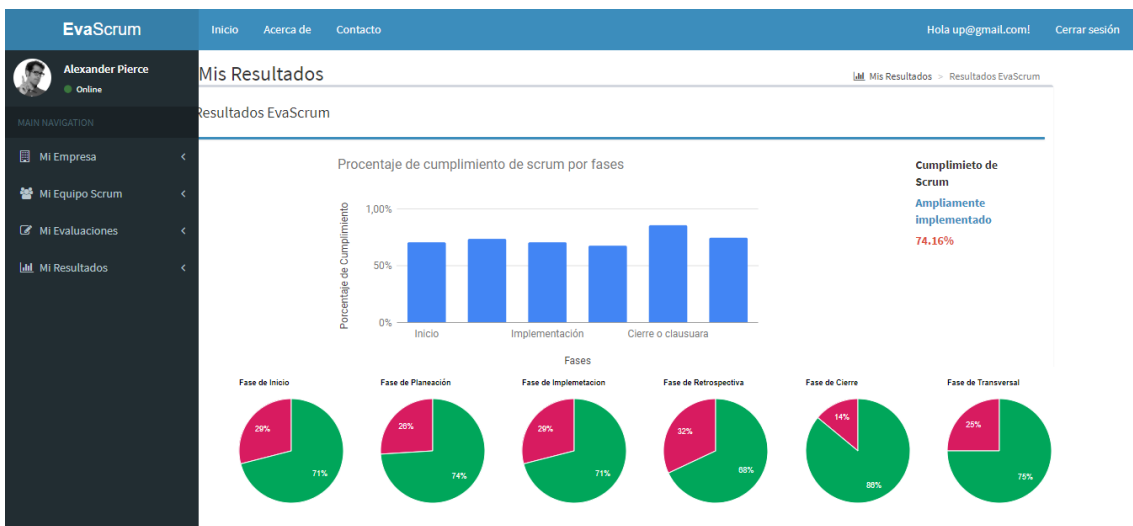 EvaScrum
Inicio
Acerca de
Contacto
Hola up@gmail.com!
Cerrar sesión
Alexander Pierce
Online
MAIN NAVIGATION
Mi Empresa
Mi Equipo Scrum
Mi Evaluaciones
Mi Resultados
Mis Resultados
Mis Resultados > Resultados EvaScrum
Resultados EvaScrum
Procentaje de cumplimiento de scrum por fases
Porcentaje de Cumplimiento
1,00%
50%
0%
Inicio
Implementación
Cierre o clausuara
Fases
Cumplimieto de
Scrum
Ampliamente
implementado
74.16%
Fase de Inicio
29%
71%
Fase de Planeación
26%
74%
Fase de Implemetacion
29%
71%
Fase de Retrospectiva
32%
68%
Fase de Cierre
14%
86%
Fase de Transversal
25%
75%